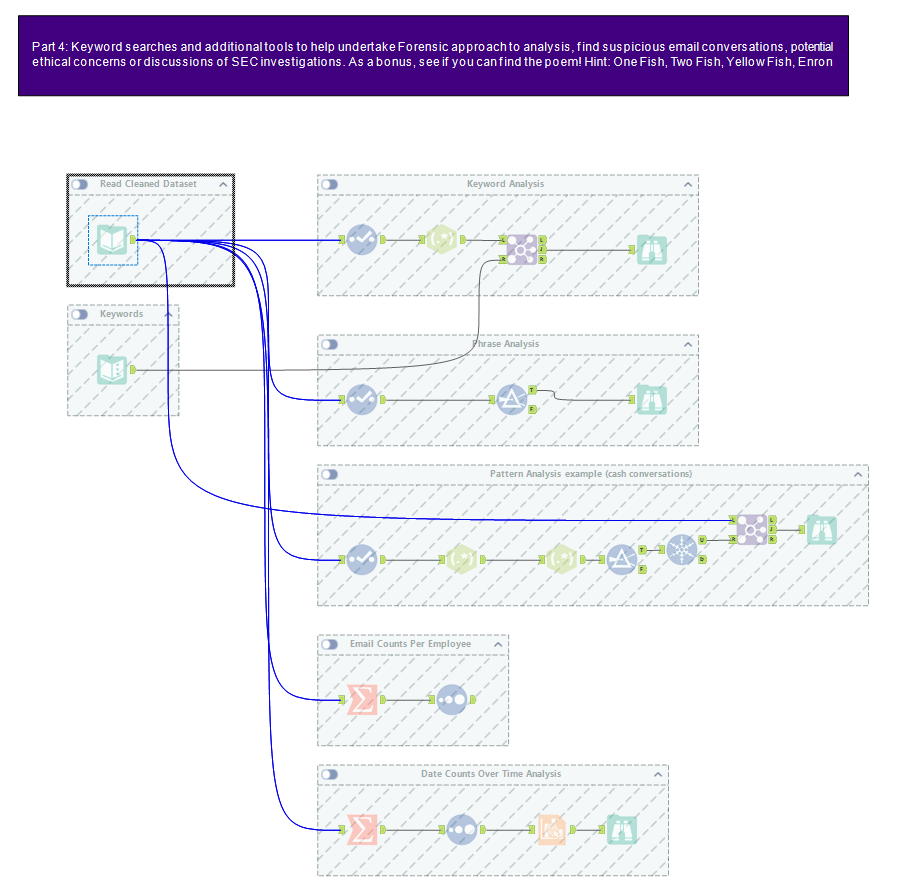 Part 4: Keyword searches and additional tools to help undertake Forensic approach to analysis, find suspicious email conversations, potential
ethical concerns or discussions of SEC investigations. As a bonus, see if you can find the poem! Hint: One Fish, Two Fish, Yellow Fish, Enron
Read Cleaned Dataset
Keyword Analysis
L
L
J
R
R
Keywords
Phrase Analysis
T
F
Pattern Analysis example (cash conversations)
L
L
T
U
J
R
R
F
D
Email Counts Per Employee
Date Counts Over Time Analysis